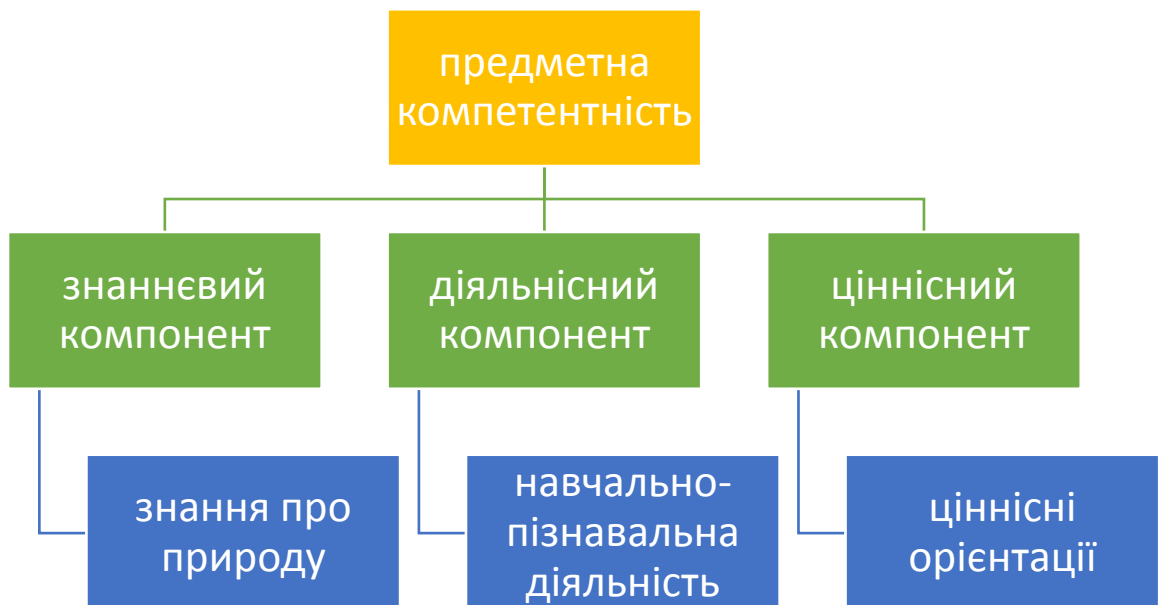 предметна
компетентність
знаннєвий
компонент
діяльнісний
компонент
ціннісний
компонент
знання про
природу
навчально-
пізнавальна
діяльність
ціннісні
орієнтації